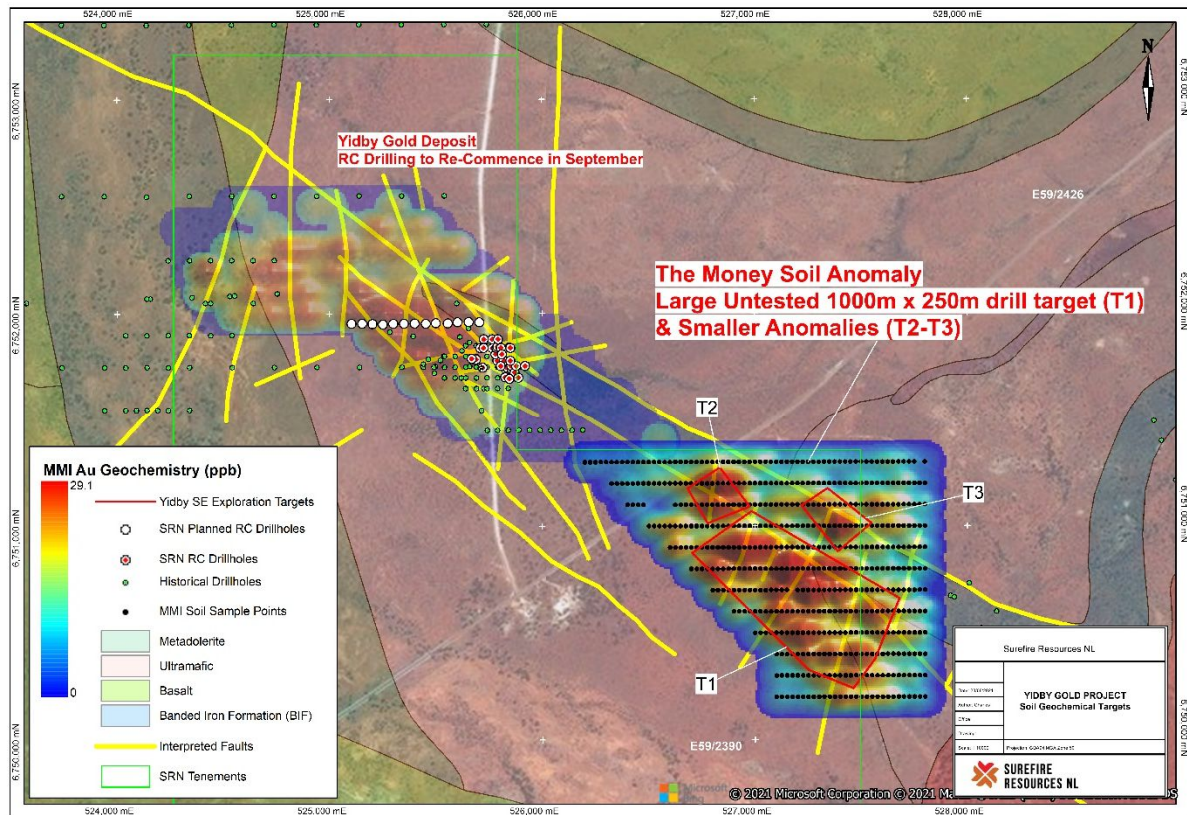 524,000 mE
525,000 mE
526,000 mE
527,000 mE
528,000 mE
N
6,753,000 mN
6,753,000 mN
Yidby Gold Deposit
RC Drilling to Re-Commence in September
E59/2426
The Money Soil Anomaly
Large Untested 1000m x 250m drill target (T1)
& Smaller Anomalies (T2-T3)
6,752,000 mN
6,752,000 mN
T2
T3
T1
6,751,000 mN
6,751,000 mN
MMI Au Geochemistry (ppb)
29.1
0
Yidby SE Exploration Targets
SRN Planned RC Drillholes
SRN RC Drillholes
Historical Drillholes
MMI Soil Sample Points
Metadolerite
Ultramafic
Basalt
Banded Iron Formation (BIF)
Interpreted Faults
SRN Tenements
E59/2390
6,750,000 mN
6,750,000 mN
Surefire Resources NL
YIDBY GOLD PROJECT
Soil Geochemical Targets
SUREFIRE
RESOURCES NL
Microsoft
© 2021 Microsoft Corporation © 2021
524,000 mE
525,000 mE
526,000 mE
527,000 mE
528,000 mE